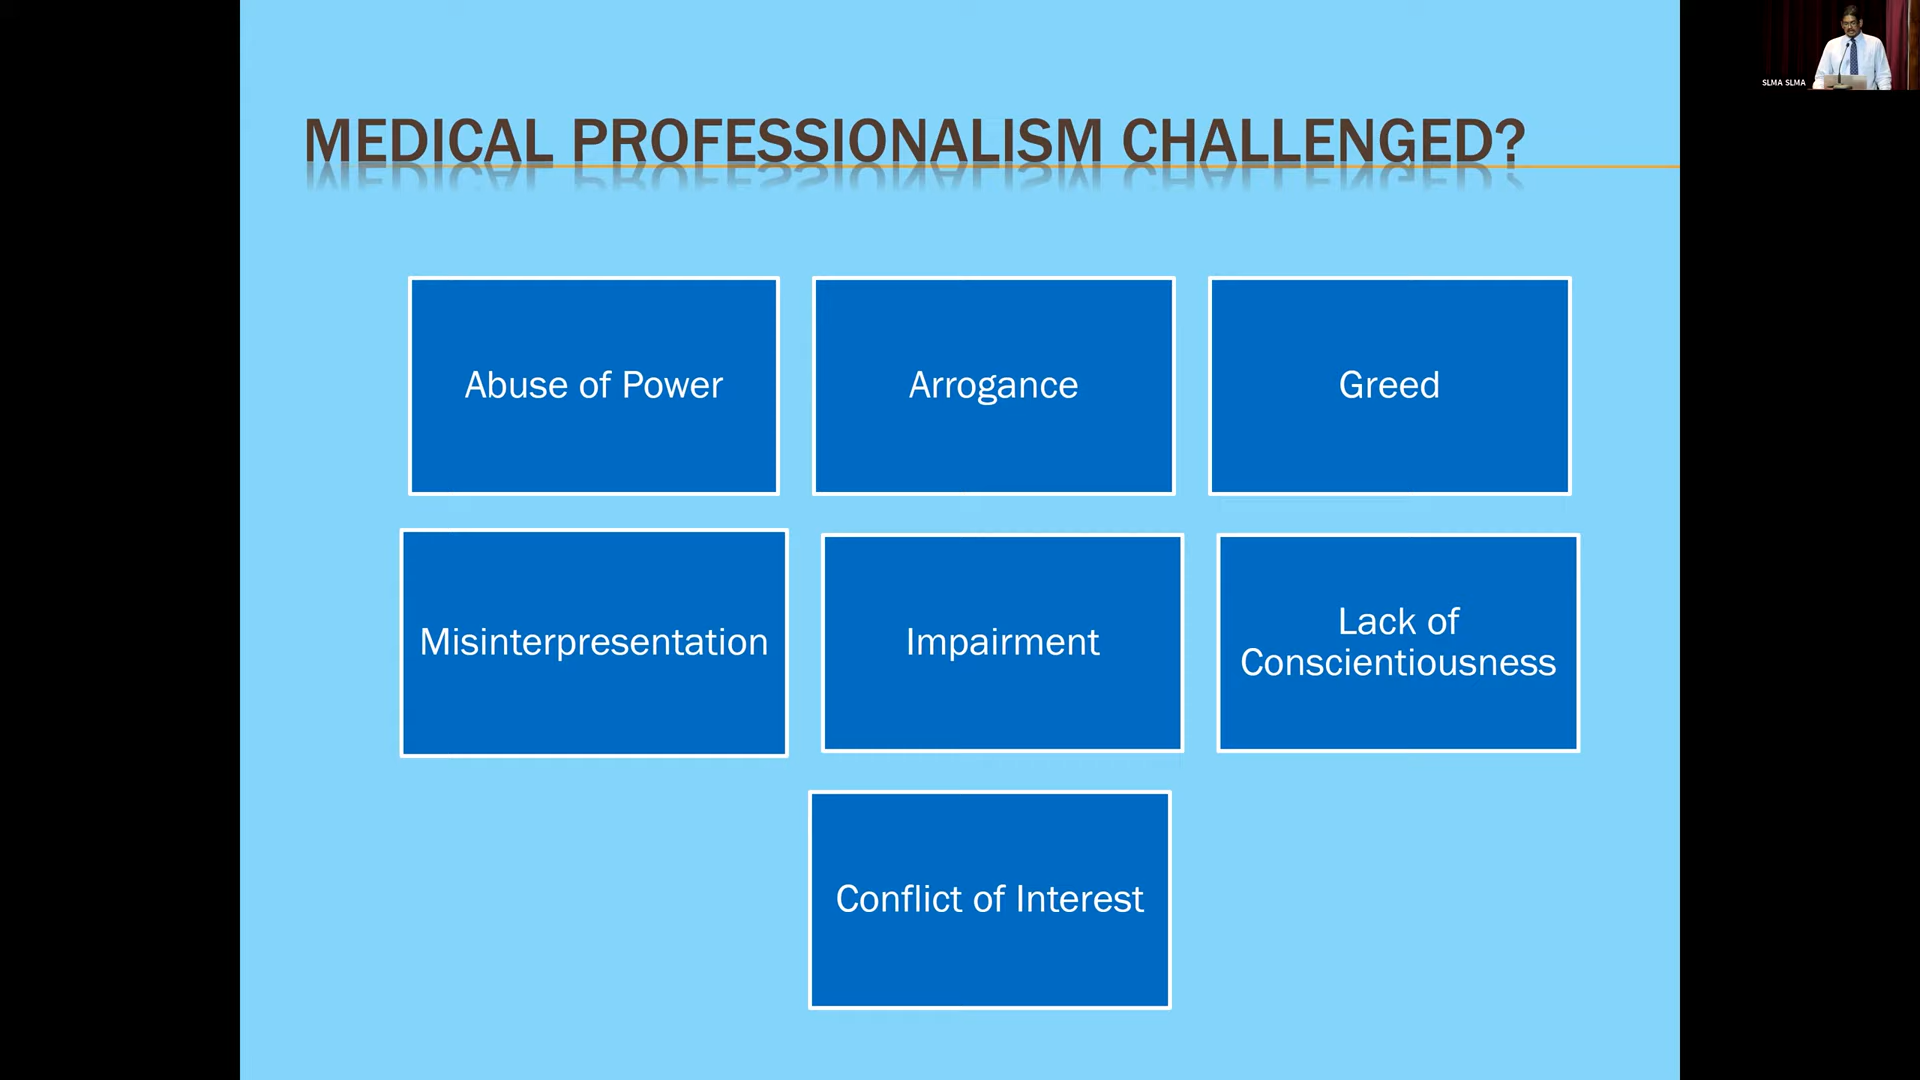 SLMA SLMA
MEDICAL PROFESSIONALISM CHALLENGED?
Abuse of Power
Arrogance
Greed
Misinterpresentation
Impairment
Lack of
Conscientiousness
Conflict of Interest